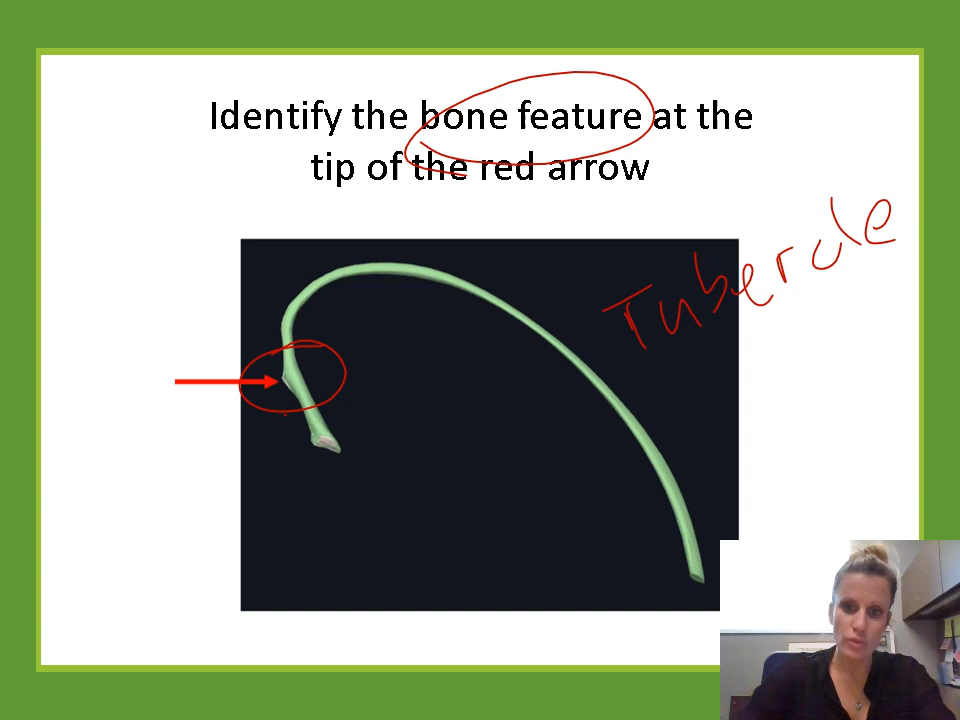 Identify the bone feature at the
tip of the red arrow
Tubercle